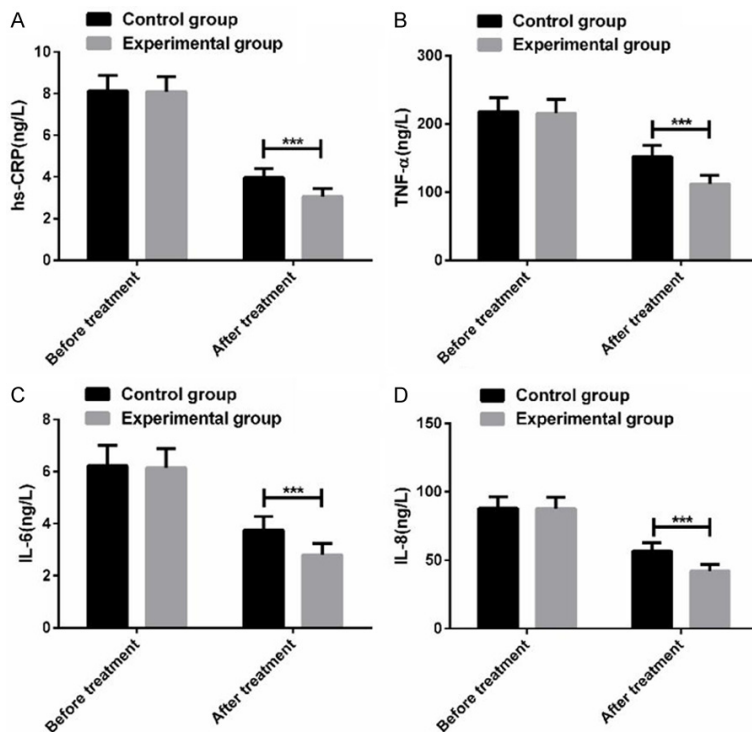 A
Control group
Experimental group
hs-CRP(ng/L)
10
8
6
4
2
0
***
Before treatment
After treatment
B
Control group
Experimental group
TNF-α(ng/L)
300
200
100
0
***
Before treatment
After treatment
C
Control group
Experimental group
IL-6(ng/L)
8
6
4
2
0
***
Before treatment
After treatment
D
Control group
Experimental group
IL-8(ng/L)
150
100
50
0
***
Before treatment
After treatment